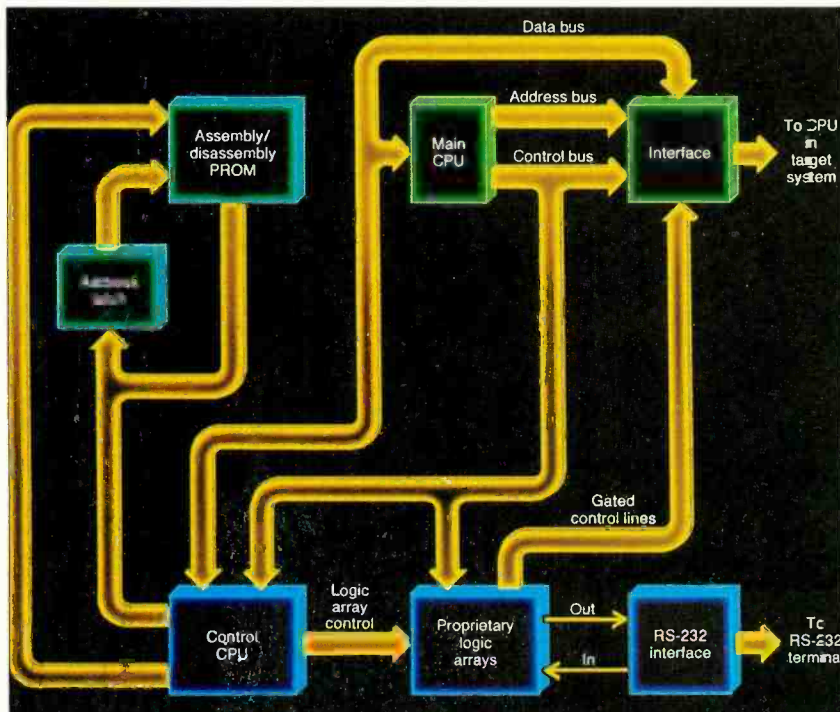 Data bus
Address bus
Assembly/
disassembly
PROM
Main
CPU
Control bus
Interface
To CPU
in
target
system
Gated
control lines
Logic
array
control
Control
CPU
Proprietary
logic
arrays
Out
In
RS-232
interface
To
RS-232
terminal